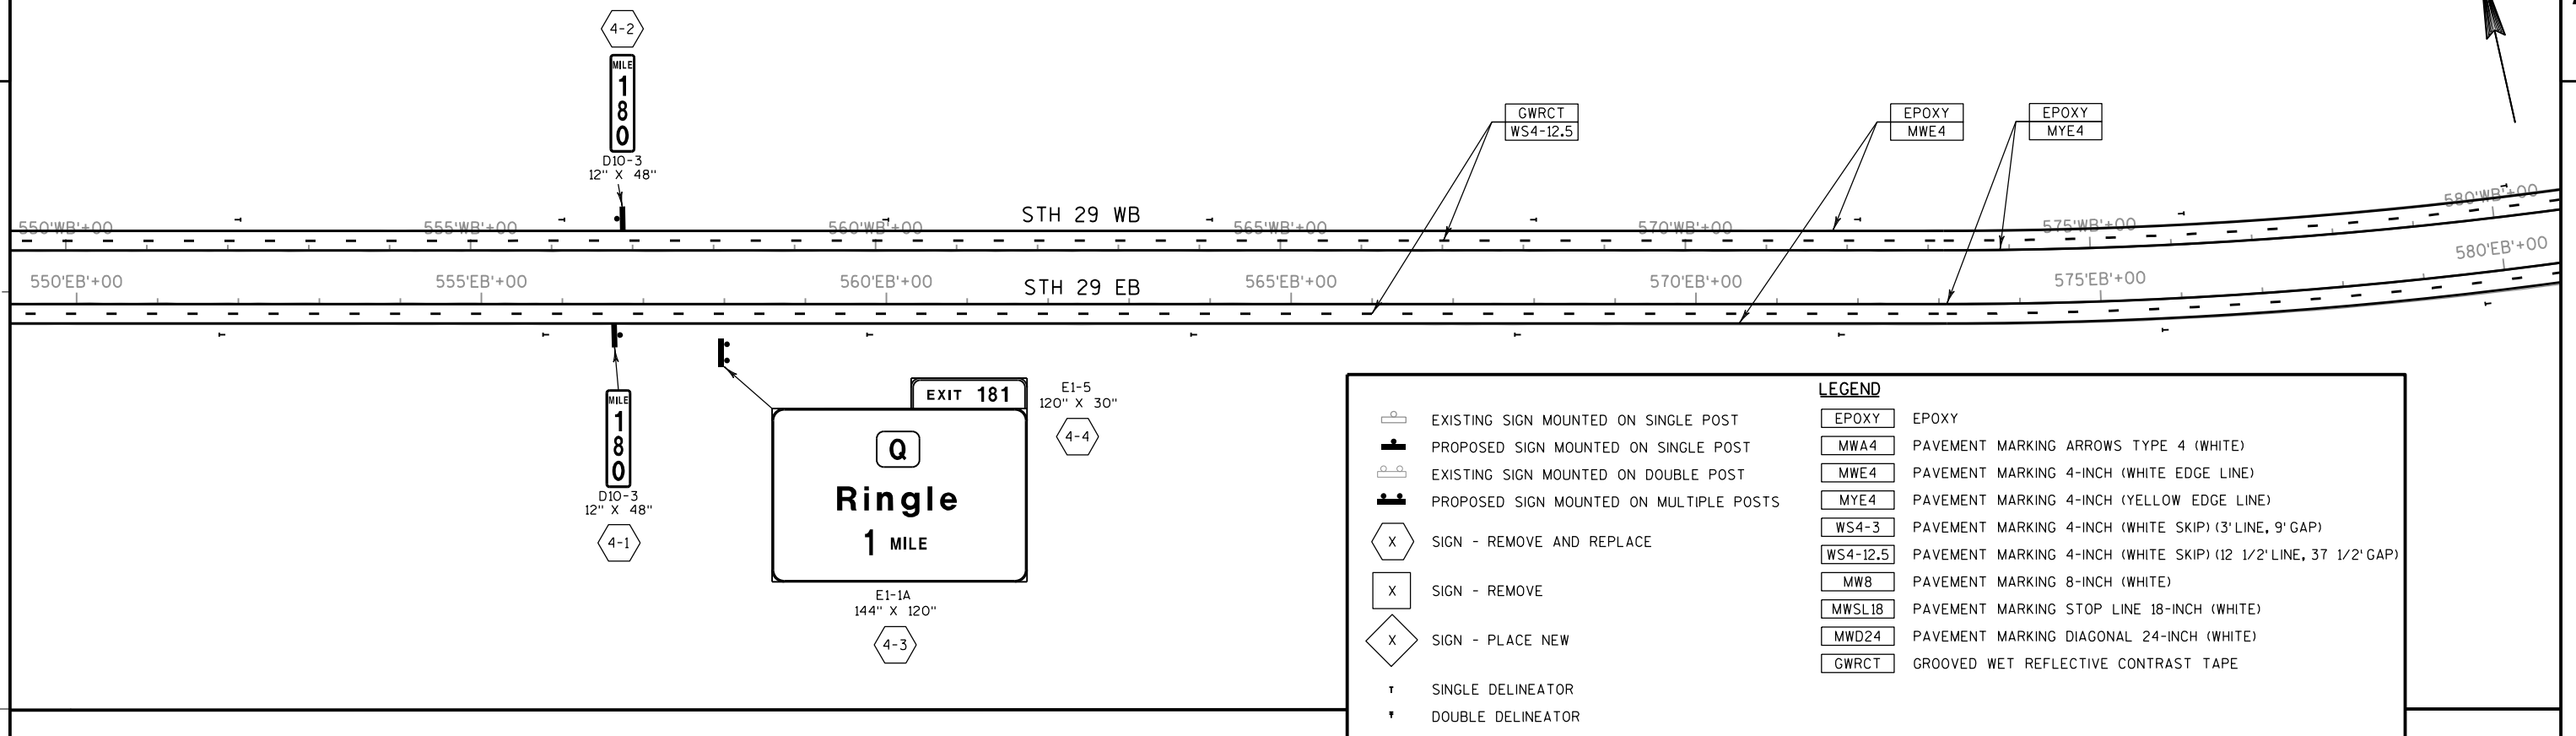 4-2
MILE
1
8
0
D10-3
12" X 48"
GWRCT
WS4-12.5
EPOXY
MWE4
EPOXY
MYE4
550'WB'+00
555'WB'+00
560'WB'+00
STH 29 WB
565'WB'+00
570'WB'+00
575'WB'+00
580'WB'+00
550'EB'+00
555'EB'+00
560'EB'+00
STH 29 EB
565'EB'+00
570'EB'+00
575'EB'+00
580'EB'+00
MILE
1
8
0
D10-3
12" X 48"
4-1
EXIT 181
E1-5
120" X 30"
4-4
Q
Ringle
1 MILE
E1-1A
144" X 120"
4-3
LEGEND
EXISTING SIGN MOUNTED ON SINGLE POST
PROPOSED SIGN MOUNTED ON SINGLE POST
EXISTING SIGN MOUNTED ON DOUBLE POST
PROPOSED SIGN MOUNTED ON MULTIPLE POSTS
X SIGN - REMOVE AND REPLACE
X SIGN - REMOVE
X SIGN - PLACE NEW
SINGLE DELINEATOR
DOUBLE DELINEATOR
EPOXY EPOXY
MWA4 PAVEMENT MARKING ARROWS TYPE 4 (WHITE)
MWE4 PAVEMENT MARKING 4-INCH (WHITE EDGE LINE)
MYE4 PAVEMENT MARKING 4-INCH (YELLOW EDGE LINE)
WS4-3 PAVEMENT MARKING 4-INCH (WHITE SKIP) (3' LINE, 9' GAP)
WS4-12.5 PAVEMENT MARKING 4-INCH (WHITE SKIP) (12 1/2' LINE, 37 1/2' GAP)
MW8 PAVEMENT MARKING 8-INCH (WHITE)
MWSL18 PAVEMENT MARKING STOP LINE 18-INCH (WHITE)
MWD24 PAVEMENT MARKING DIAGONAL 24-INCH (WHITE)
GWRCT GROOVED WET REFLECTIVE CONTRAST TAPE